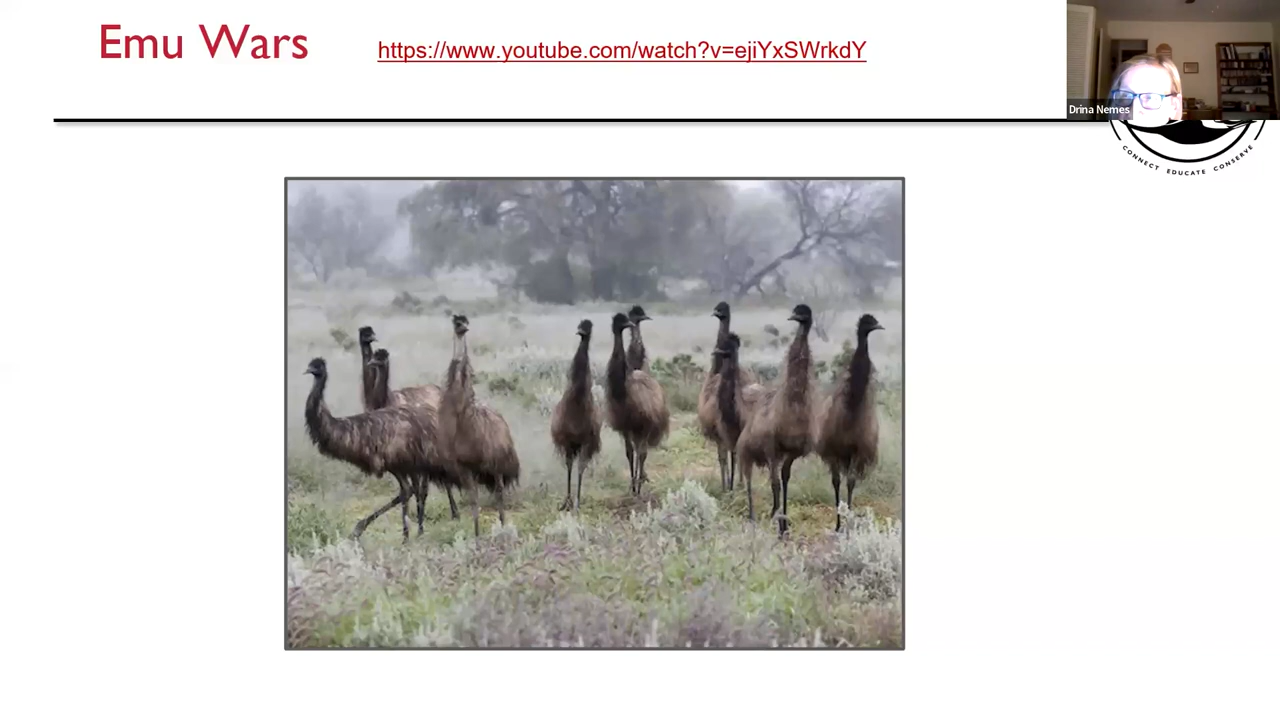 Emu Wars
https://www.youtube.com/watch?v=ejiYxSWrkdY
Drina Nemes
CONNECT EDUCATE CONSERVE